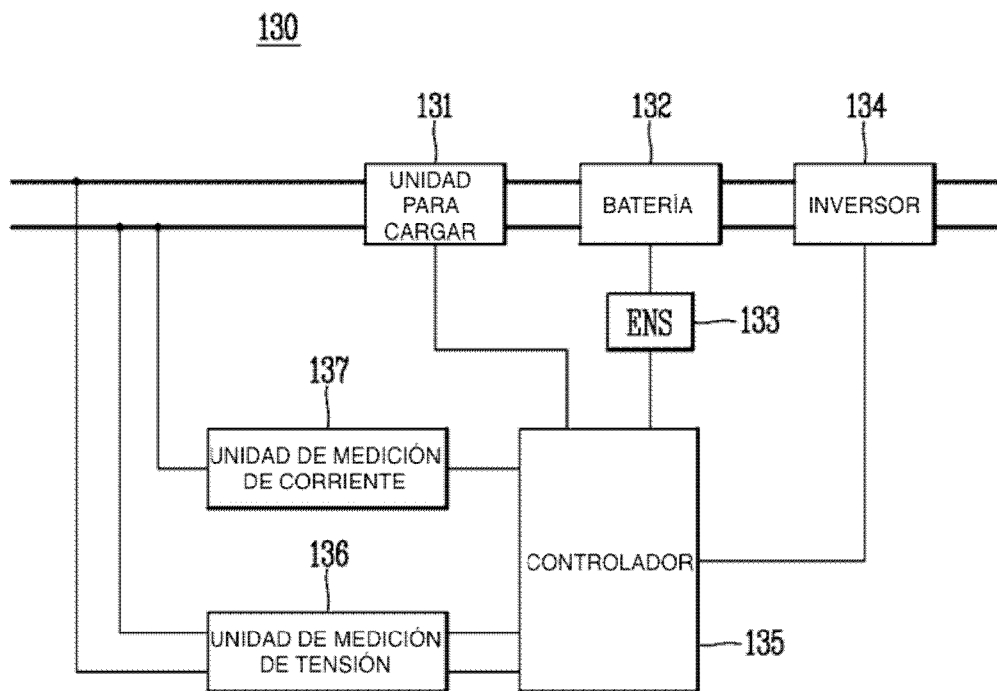 130
131
132
134
UNIDAD
PARA
CARGAR
BATERÍA
INVERSOR
ENS
133
137
UNIDAD DE MEDICIÓN
DE CORRIENTE
136
UNIDAD DE MEDICIÓN
DE TENSIÓN
CONTROLADOR
135